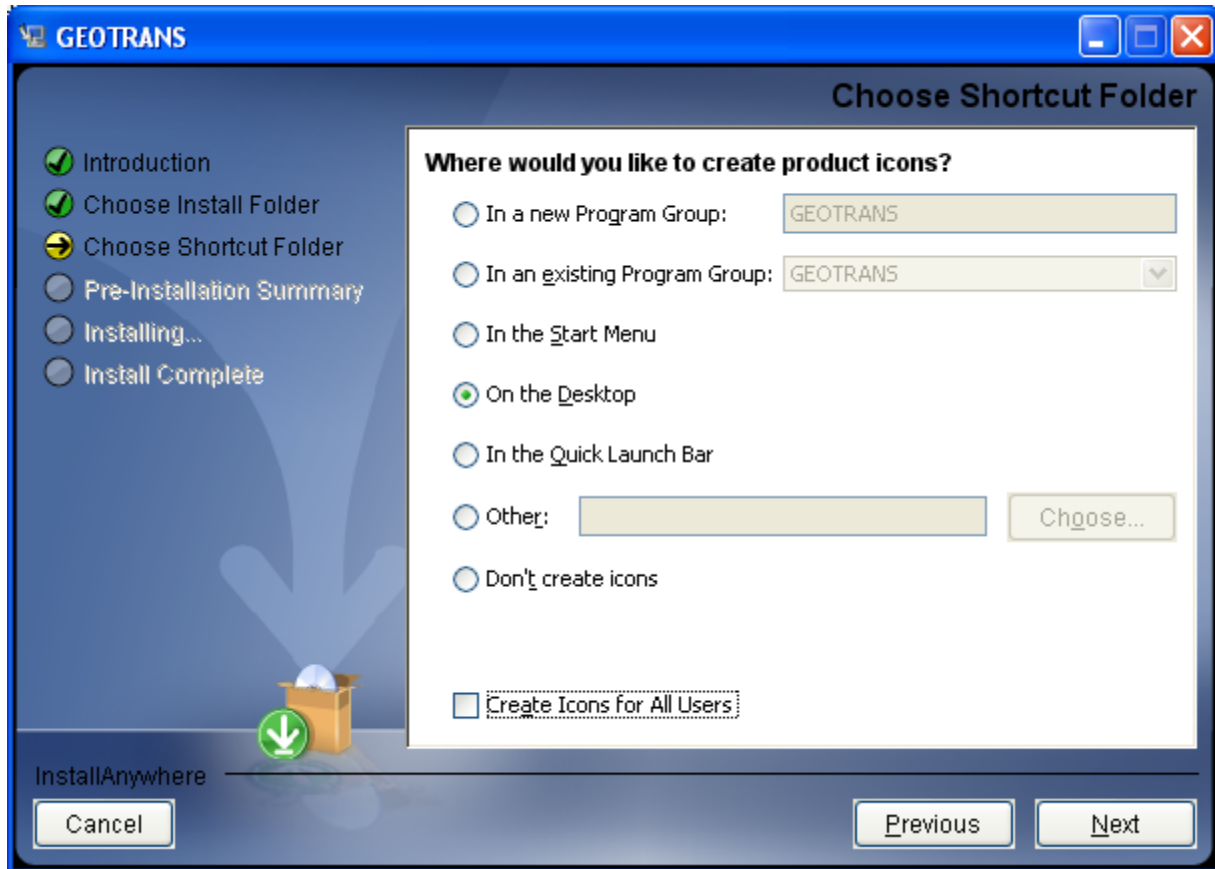 GEOTRANS
Choose Shortcut Folder
Introduction
Choose Install Folder
Choose Shortcut Folder
Pre-Installation Summary
Installing...
Install Complete
Where would you like to create product icons?
In a new Program Group: GEOTRANS
In an existing Program Group: GEOTRANS
In the Start Menu
On the Desktop
In the Quick Launch Bar
Other: Choose...
Don't create icons
Create Icons for All Users
InstallAnywhere
Cancel Previous Next